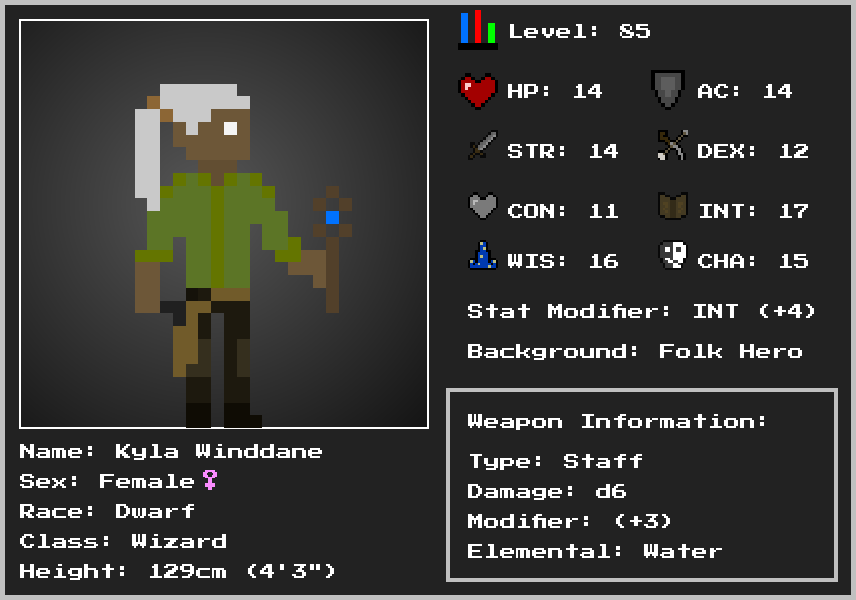 Level: 85
HP: 14 AC: 14
STR: 14 DEX: 12
CON: 11 INT: 17
WIS: 16 CHA: 15
Stat Modifier: INT (+4)
Background: Folk Hero
Weapon Information:
Type: Staff
Damage: d6
Modifier: (+3)
Elemental: Water
Name: Kyla Winddane
Sex: Female♀
Race: Dwarf
Class: Wizard
Height: 129cm (4'3")